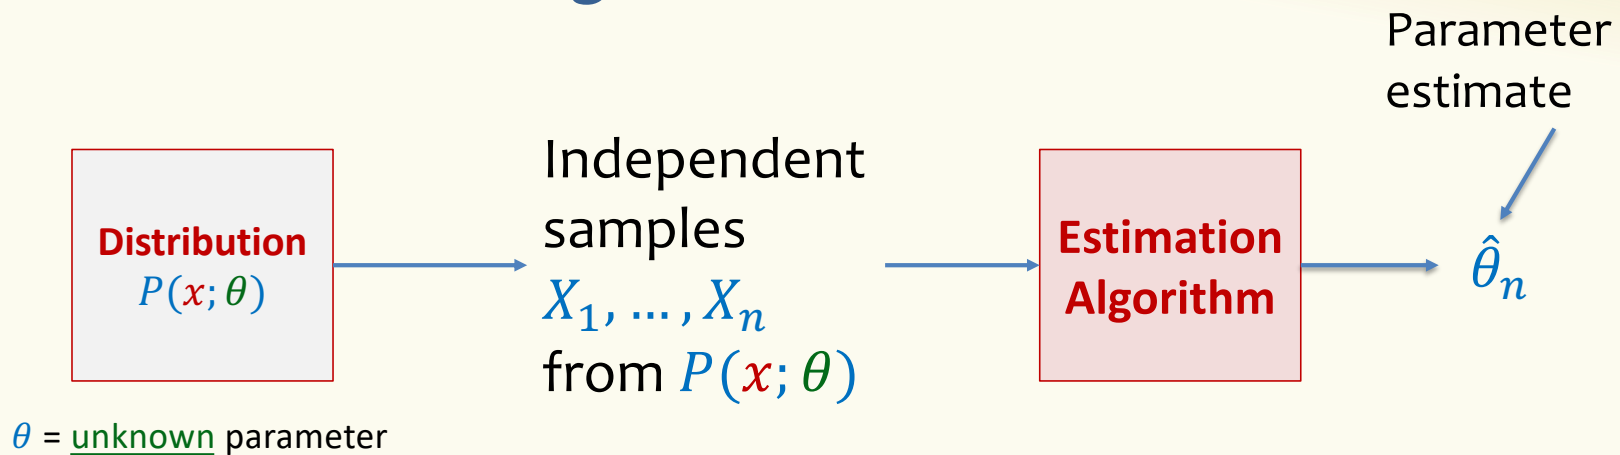 Parameter
estimate
Distribution
P(x; θ)
Independent
samples
X₁, … , Xₙ
from P(x; θ)
Estimation
Algorithm
θ̂ₙ
θ = unknown parameter